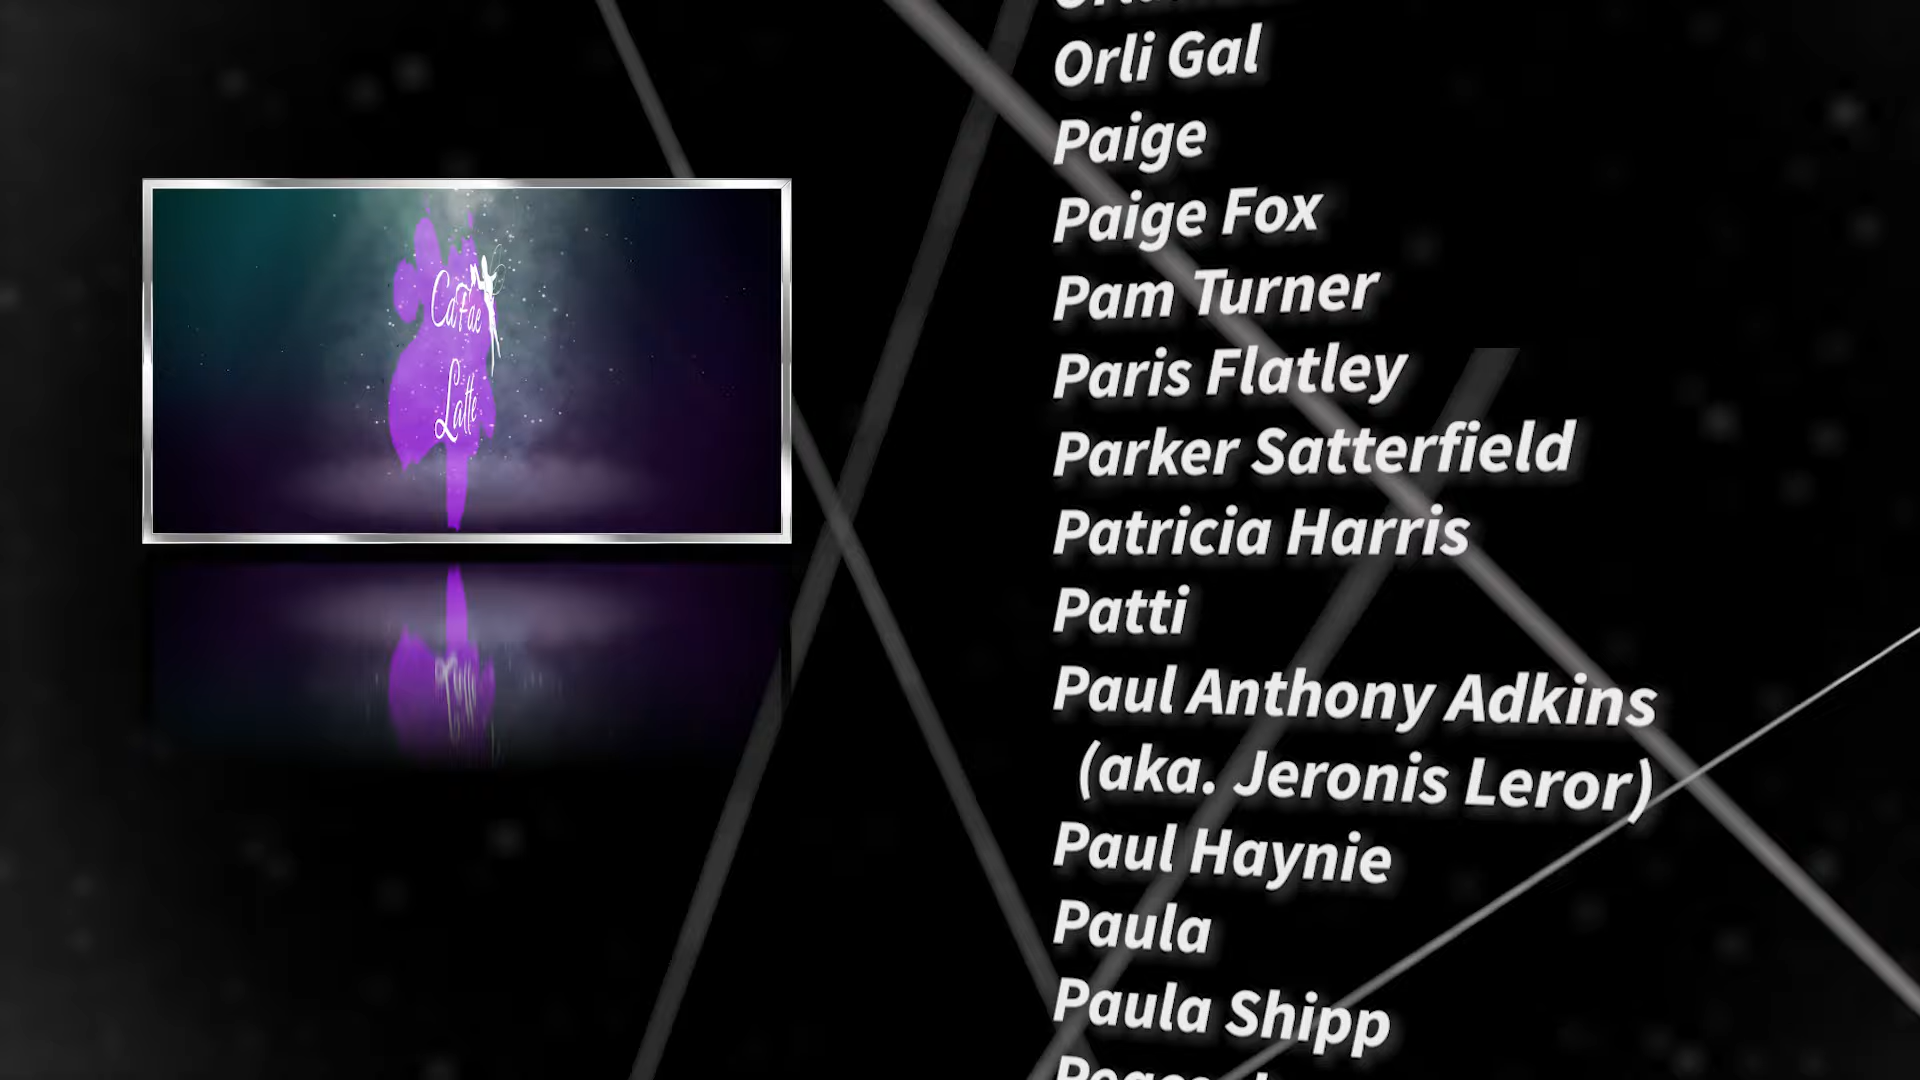 CaFae
Latte
Orli Gal
Paige
Paige Fox
Pam Turner
Paris Flatley
Parker Satterfield
Patricia Harris
Patti
Paul Anthony Adkins
(aka. Jeronis Leror)
Paul Haynie
Paula
Paula Shipp